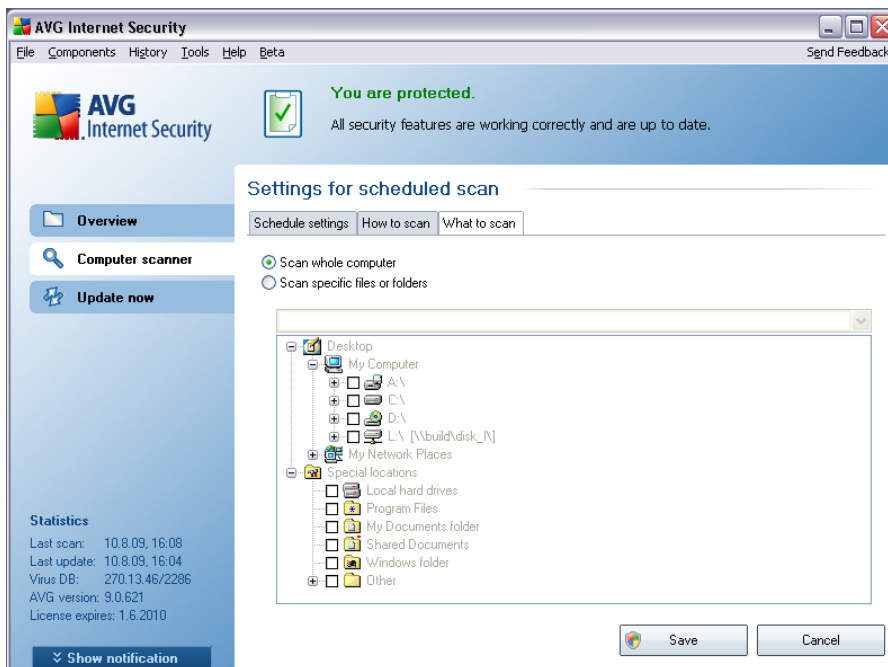 AVG Internet Security
File Components History Tools Help Beta
Send Feedback
AVG
Internet Security
You are protected.
All security features are working correctly and are up to date.
Overview
Computer scanner
Update now
Settings for scheduled scan
Schedule settings How to scan What to scan
Scan whole computer
Scan specific files or folders
Desktop
My Computer
A:\
C:\
D:\
L:\ [\\build\disk_l\]
My Network Places
Special locations
Local hard drives
Program Files
My Documents folder
Shared Documents
Windows folder
Other
Statistics
Last scan: 10.8.09, 16:08
Last update: 10.8.09, 16:04
Virus DB: 270.13.46/2286
AVG version: 9.0.621
License expires: 1.6.2010
Show notification
Save Cancel